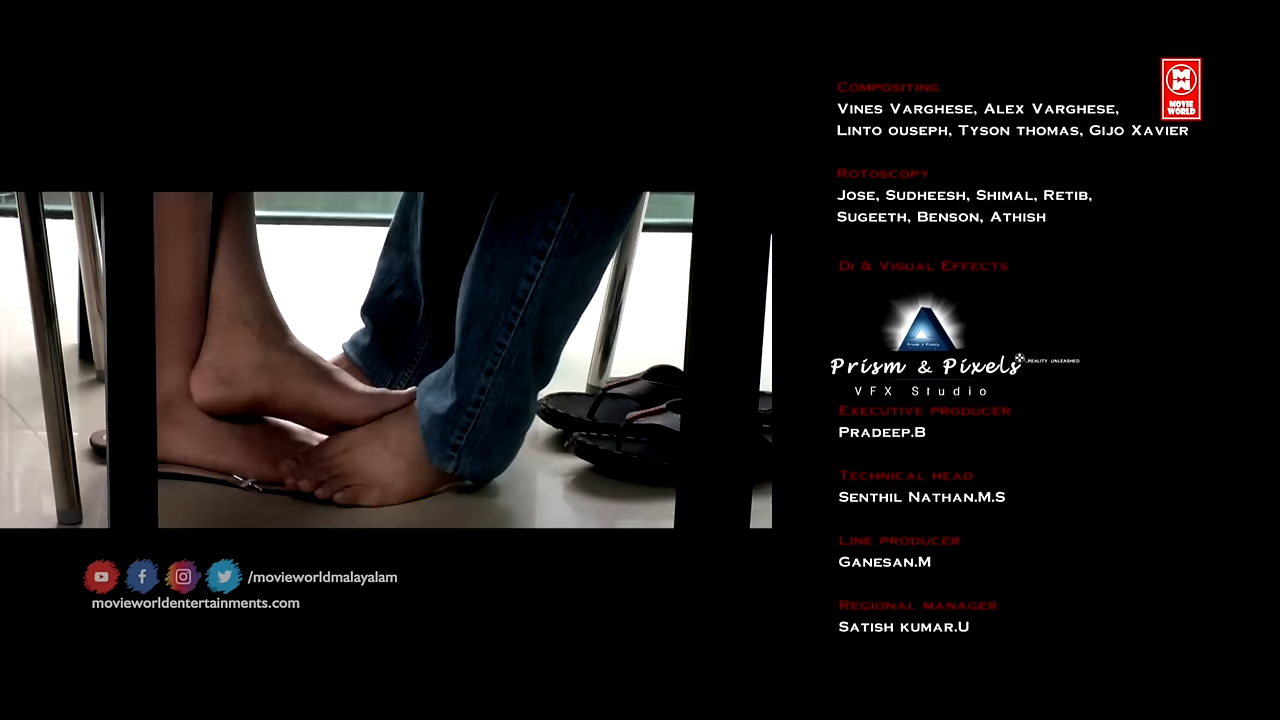 Compositing
Vines Varghese, Alex Varghese,
Linto ouseph, Tyson thomas, Gijo Xavier
Rotoscopy
Jose, Sudheesh, Shimal, Retib,
Sugeeth, Benson, Athish
Di & Visual Effects
Prism & Pixels
Prism & Pixels
REALITY UNLEASHED
VFX Studio
Executive producer
Pradeep.B
Technical head
Senthil Nathan.M.S
Line producer
Ganesan.M
Regional manager
Satish kumar.U
MOVIE
WORLD
/movieworldmalayalam
movieworldentertainments.com